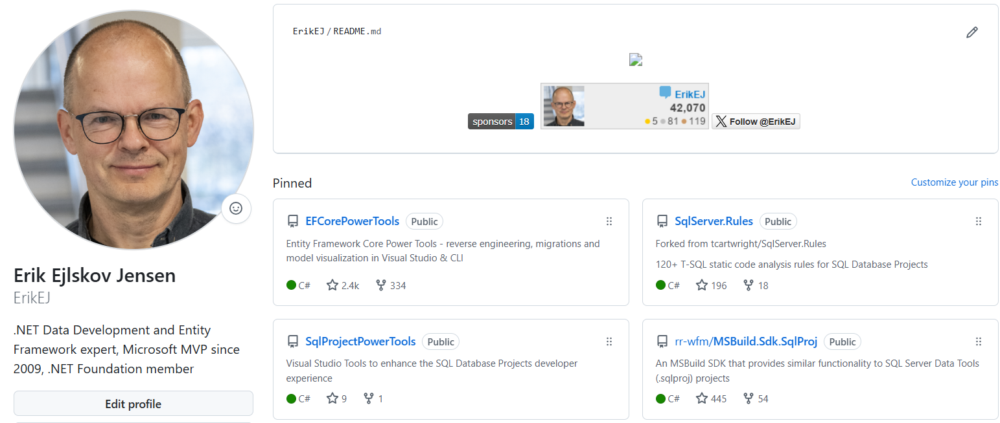 Erik Ejlskov Jensen
ErikEJ
.NET Data Development and Entity
Framework expert, Microsoft MVP since
2009, .NET Foundation member
Edit profile
ErikEJ/README.md
sponsors 18
ErikEJ
42,070
5 81 119
Follow @ErikEJ
Pinned
Customize your pins
EFCorePowerTools Public
Entity Framework Core Power Tools - reverse engineering, migrations and
model visualization in Visual Studio & CLI
C# 2.4k 334
SqlServer.Rules Public
Forked from tcartwright/SqlServer.Rules
120+ T-SQL static code analysis rules for SQL Database Projects
C# 196 18
SqlProjectPowerTools Public
Visual Studio Tools to enhance the SQL Database Projects developer
experience
C# 9 1
rr-wfm/MSBuild.Sdk.SqlProj Public
An MSBuild SDK that provides similar functionality to SQL Server Data Tools
(.sqlproj) projects
C# 445 54